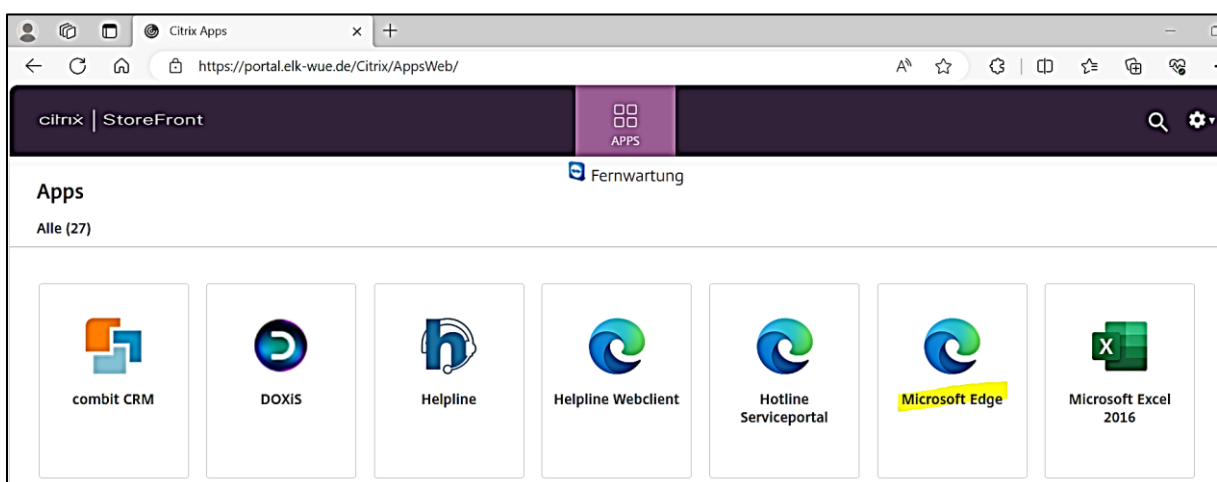 Citrix Apps
https://portal.elk-wue.de/Citrix/AppsWeb/
citrix | StoreFront
APPS
Fernwartung
Apps
Alle (27)
combit CRM
DOXiS
Helpline
Helpline Webclient
Hotline
Serviceportal
Microsoft Edge
Microsoft Excel
2016